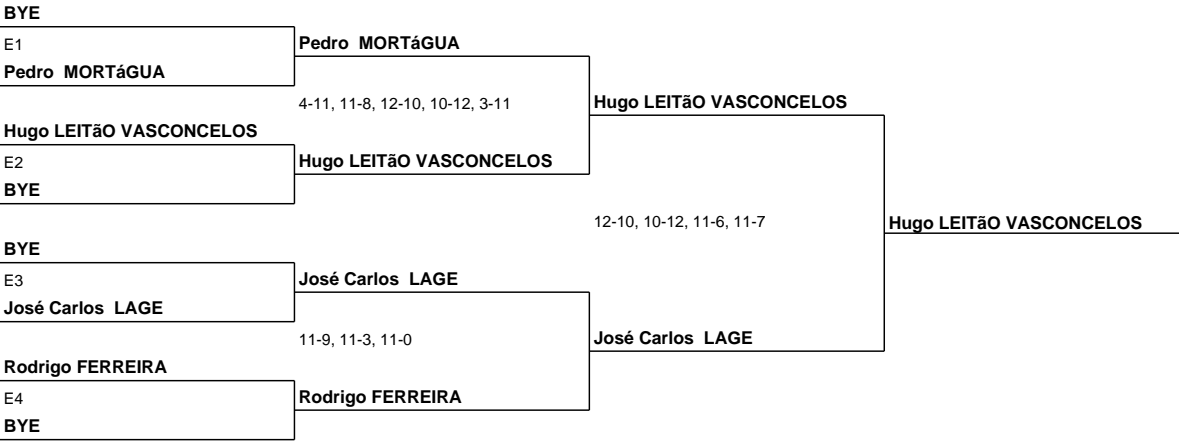 BYE
E1
Pedro MORTáGUA
Pedro MORTáGUA
4-11, 11-8, 12-10, 10-12, 3-11
Hugo LEITãO VASCONCELOS
Hugo LEITãO VASCONCELOS
E2
Hugo LEITãO VASCONCELOS
BYE
12-10, 10-12, 11-6, 11-7
Hugo LEITãO VASCONCELOS
BYE
E3
José Carlos LAGE
José Carlos LAGE
11-9, 11-3, 11-0
José Carlos LAGE
Rodrigo FERREIRA
E4
Rodrigo FERREIRA
BYE